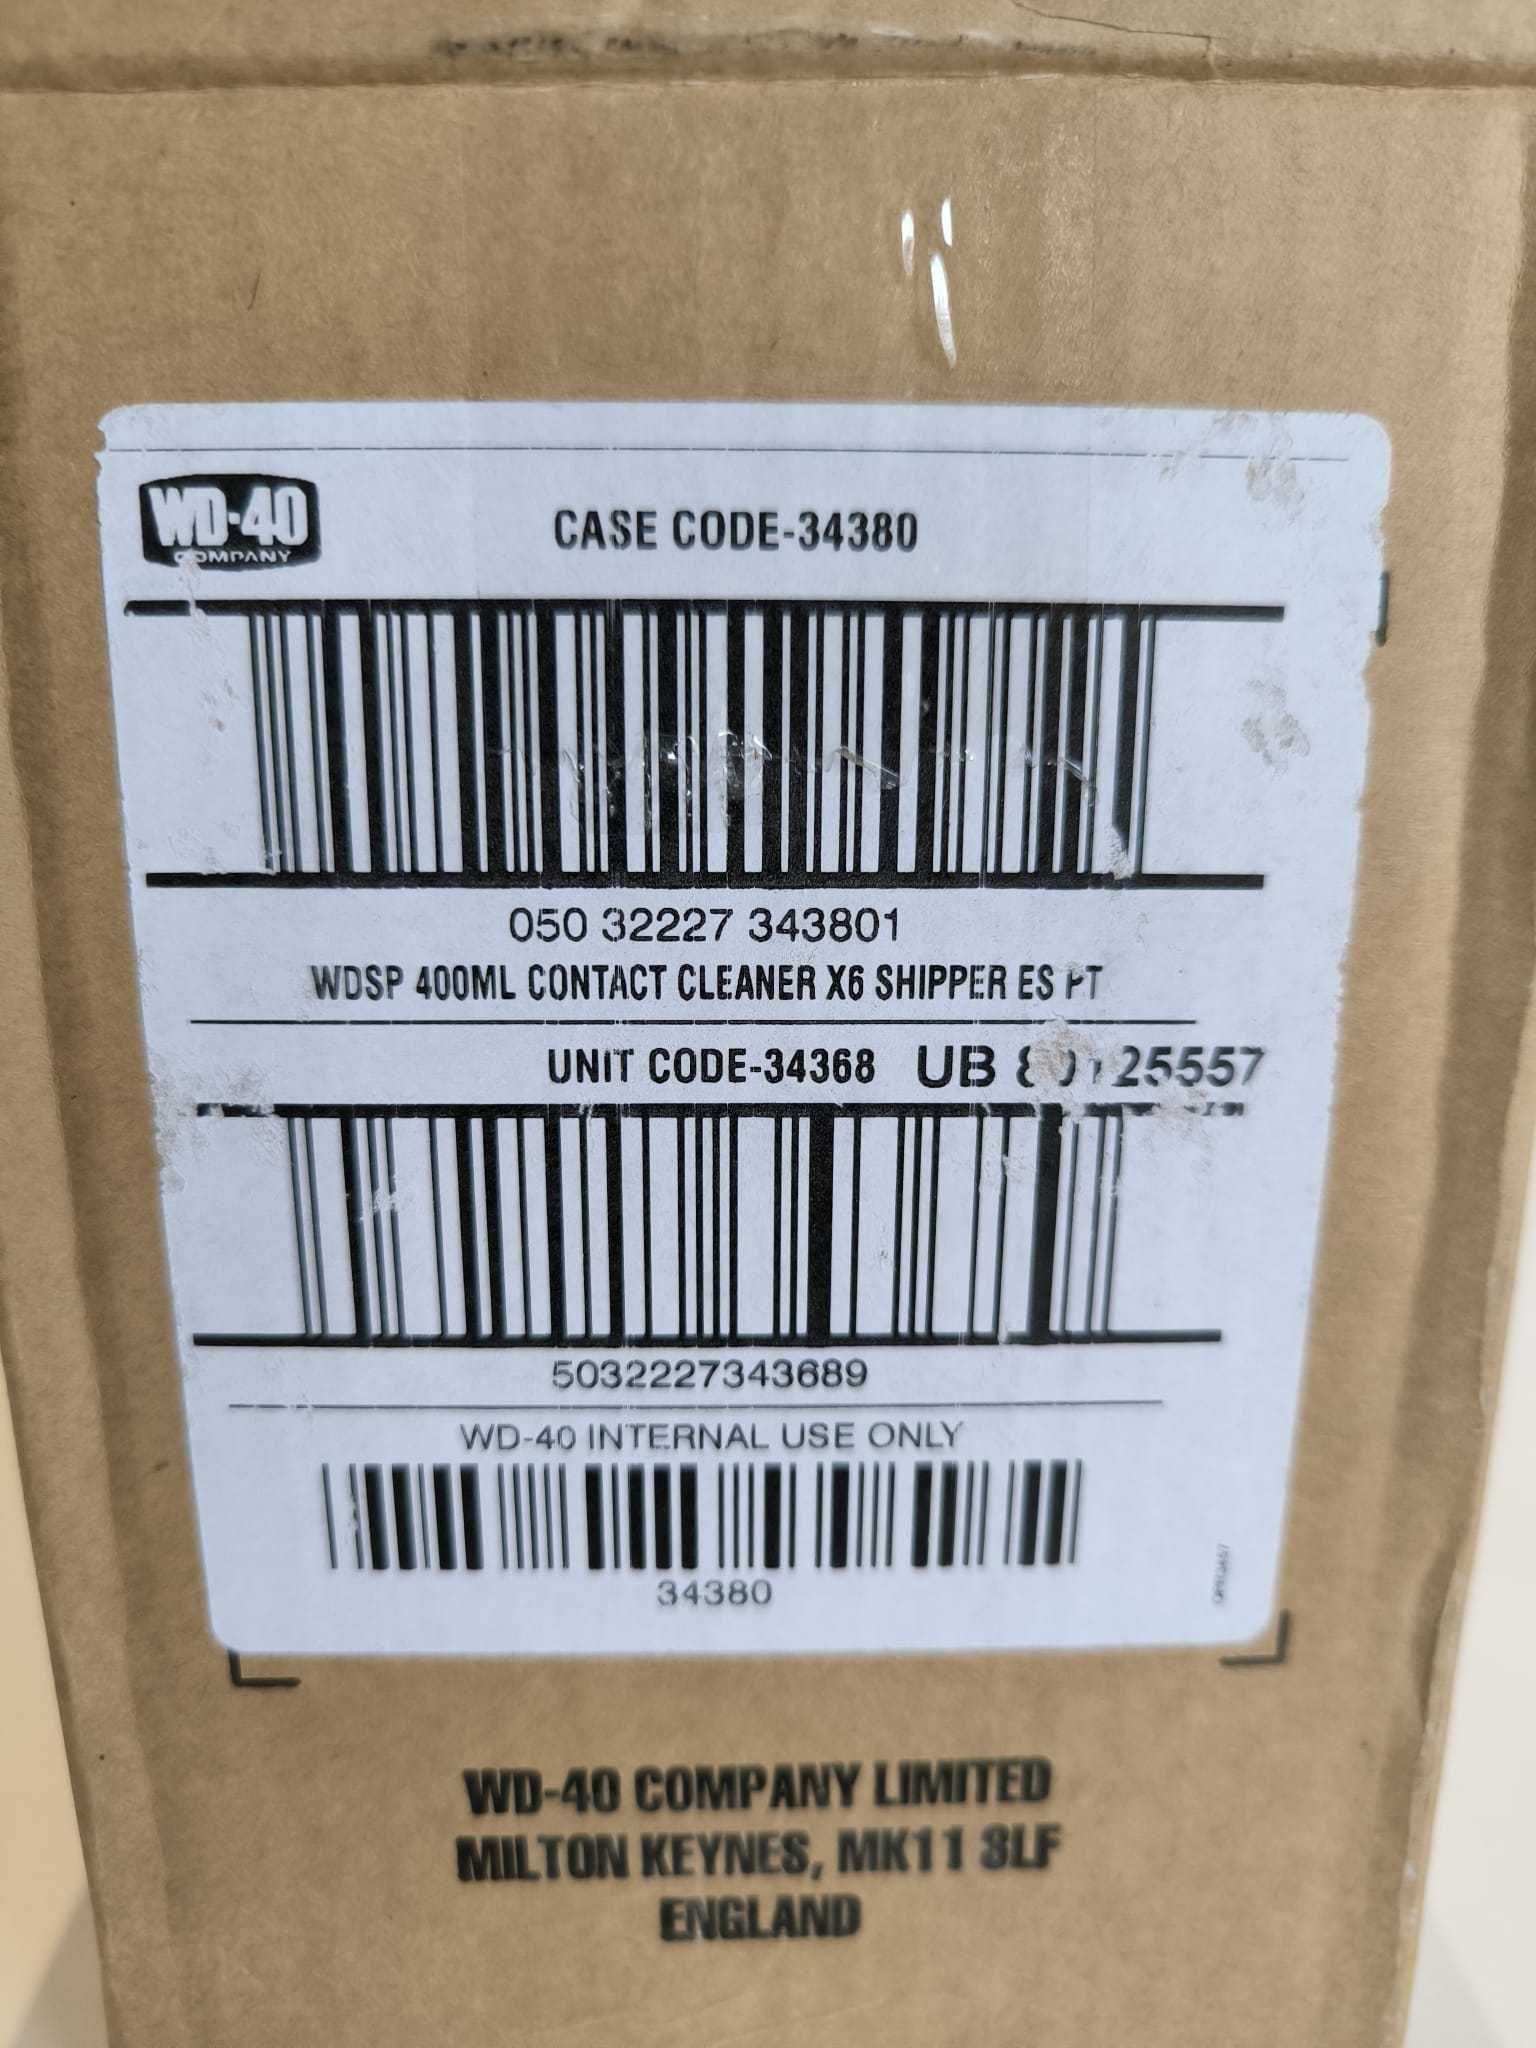 WD-40
COMPANY
CASE CODE-34380
050 32227 343801
WDSP 400ML CONTACT CLEANER X6 SHIPPER ES PT
UNIT CODE-34368 UB
5032227343689
WD-40 INTERNAL USE ONLY
34380
WD-40 COMPANY LIMITED
MILTON KEYNES, MK11 3LF
ENGLAND